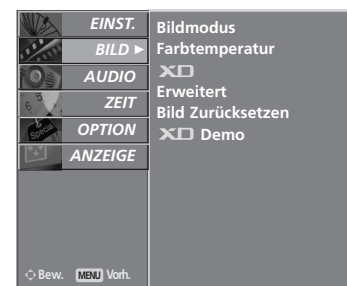 EINST.
BILD
AUDIO
ZEIT
OPTION
ANZEIGE
Bew. MENU Vorh.
Bildmodus
Farbtemperatur
XD
Erweitert
Bild Zurücksetzen
XD Demo